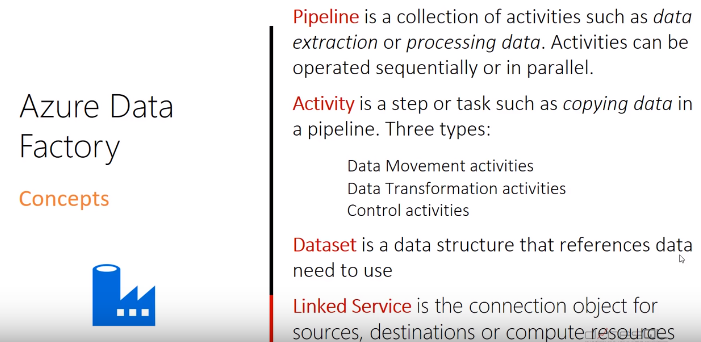 Azure Data
Factory
Concepts
Pipeline is a collection of activities such as data
extraction or processing data. Activities can be
operated sequentially or in parallel.
Activity is a step or task such as copying data in
a pipeline. Three types:
Data Movement activities
Data Transformation activities
Control activities
Dataset is a data structure that references data
need to use
Linked Service is the connection object for
sources, destinations or compute resources